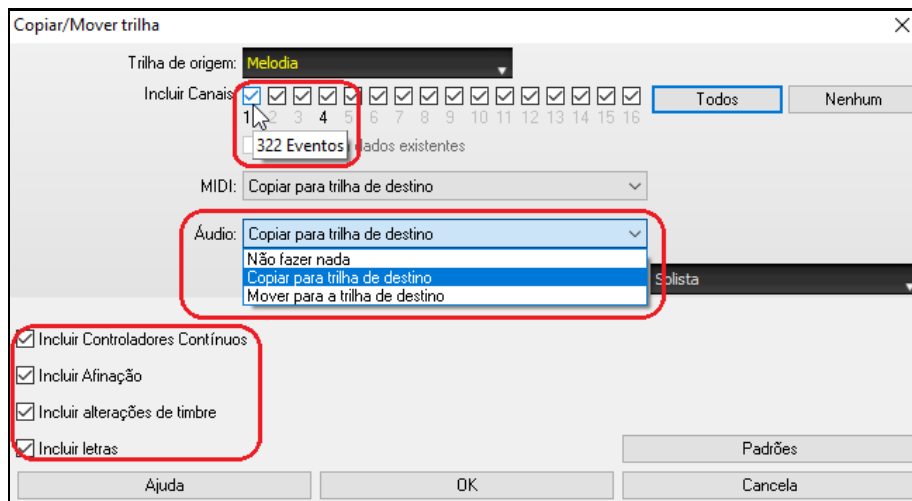 Copiar/Mover trilha
Trilha de origem: Melodia
Incluir Canais Todos Nenhum
1 2 3 4 5 6 7 8 9 10 11 12 13 14 15 16
322 Eventos dados existentes
MIDI: Copiar para trilha de destino
Áudio: Copiar para trilha de destino
Não fazer nada
Copiar para trilha de destino
Solista
Mover para a trilha de destino
Incluir Controladores Contínuos
Incluir Afinação
Incluir alterações de timbre
Incluir letras
Padrões
Ajuda OK Cancela